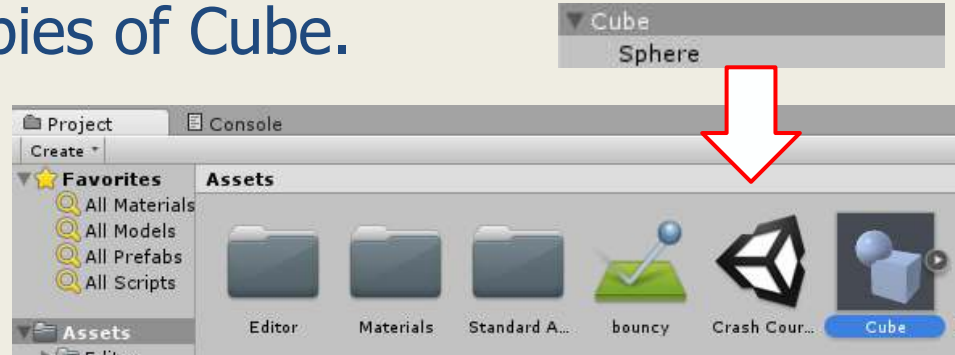 pies of Cube.
Cube
Sphere
Project
Console
Create
Favorites
Assets
All Materials
All Models
All Prefabs
All Scripts
Assets
Editor
Materials
Standard A...
bouncy
Crash Cour...
Cube